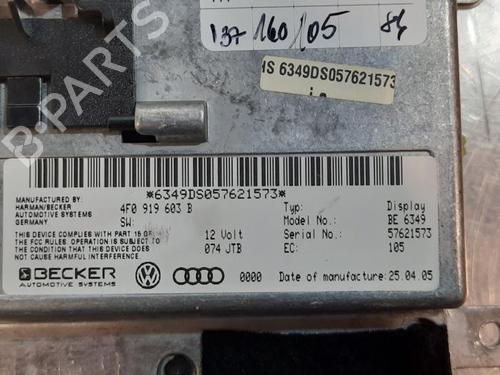 137 160/05 84
HS 6349DS057621573
*6349DS057621573*
MANUFACTURED BY:
HARMAN/BECKER
AUTOMOTIVE SYSTEMS
GERMANY
4F0 919 603 B
SW:
Typ: Display
Model No.: BE 6349
Serial No.: 57621573
EC: 105
THIS DEVICE COMPLIES WITH PART 15 OF
THE FCC RULES. OPERATION IS SUBJECT
TO THE CONDITION THAT THIS DEVICE DOES
NOT CAUSE HARMFUL INTERFERENCE
12 Volt
074 JTB
BECKER
AUTOMOTIVE SYSTEMS
0000
Date of manufacture: 25.04.05
B-PARTS